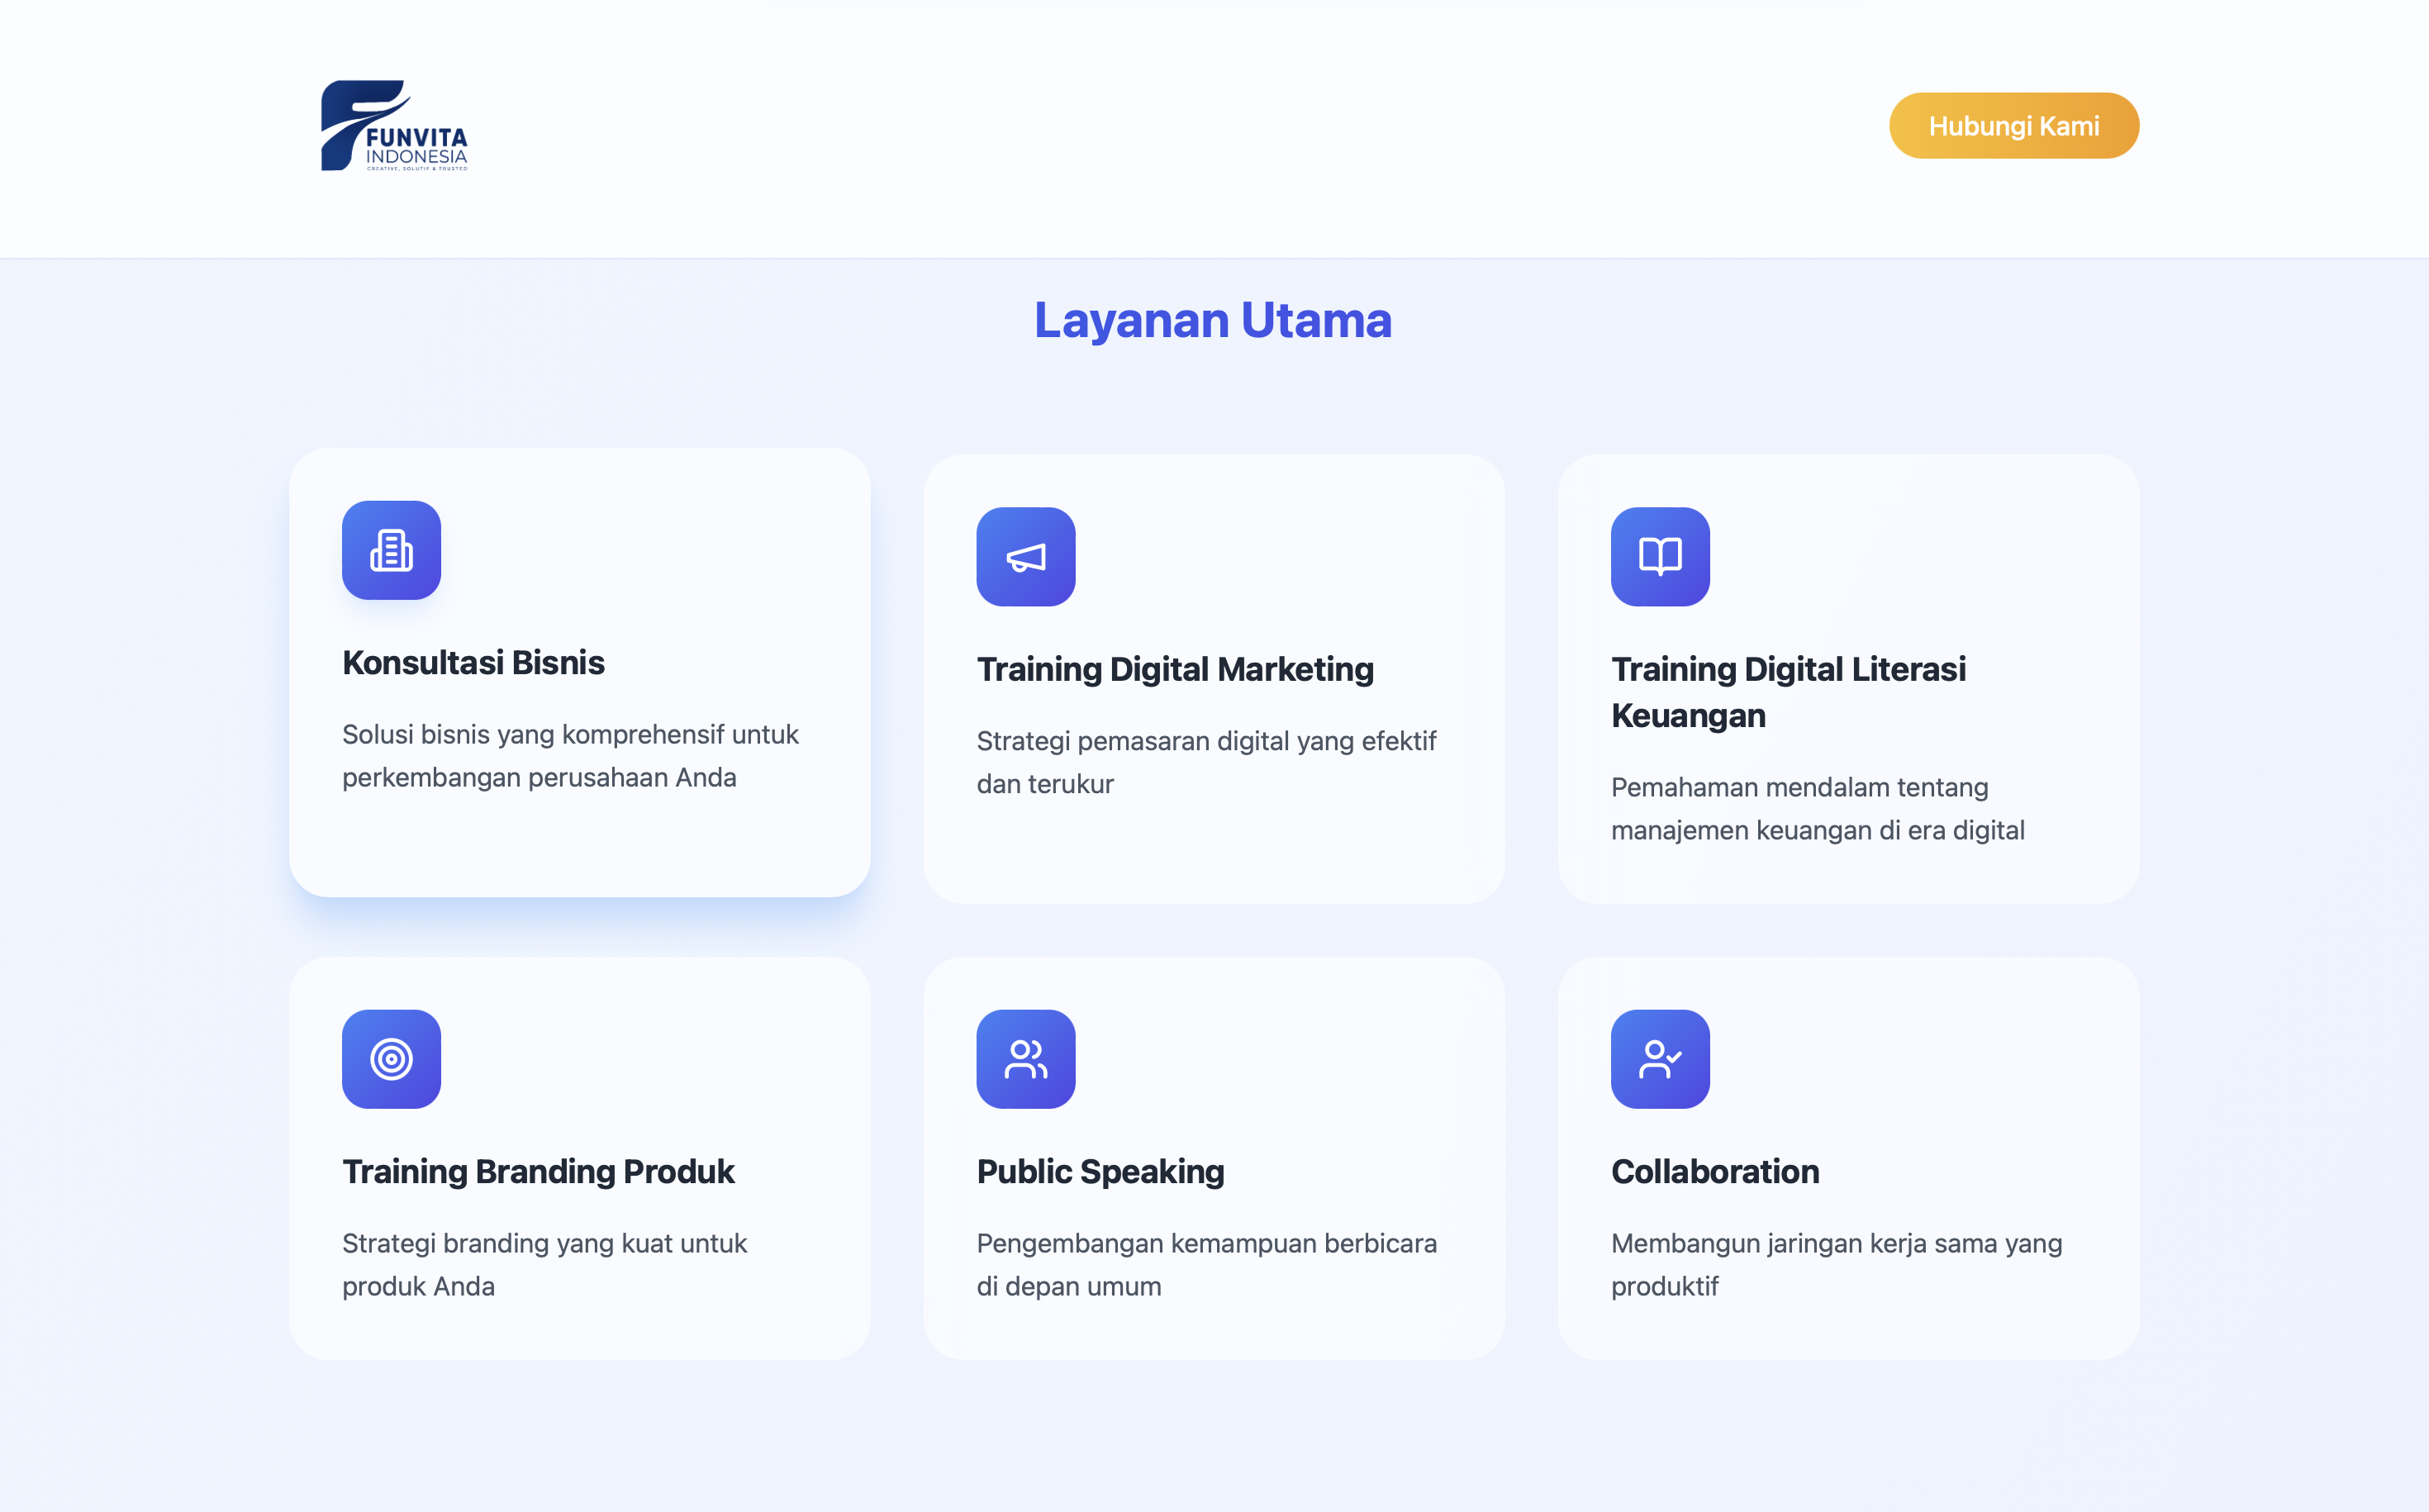 FUNVITA
INDONESIA
CREATIVE, SOLUTIF & TRUSTED
Hubungi Kami
Layanan Utama
Konsultasi Bisnis
Solusi bisnis yang komprehensif untuk
perkembangan perusahaan Anda
Training Digital Marketing
Strategi pemasaran digital yang efektif
dan terukur
Training Digital Literasi
Keuangan
Pemahaman mendalam tentang
manajemen keuangan di era digital
Training Branding Produk
Strategi branding yang kuat untuk
produk Anda
Public Speaking
Pengembangan kemampuan berbicara
di depan umum
Collaboration
Membangun jaringan kerja sama yang
produktif